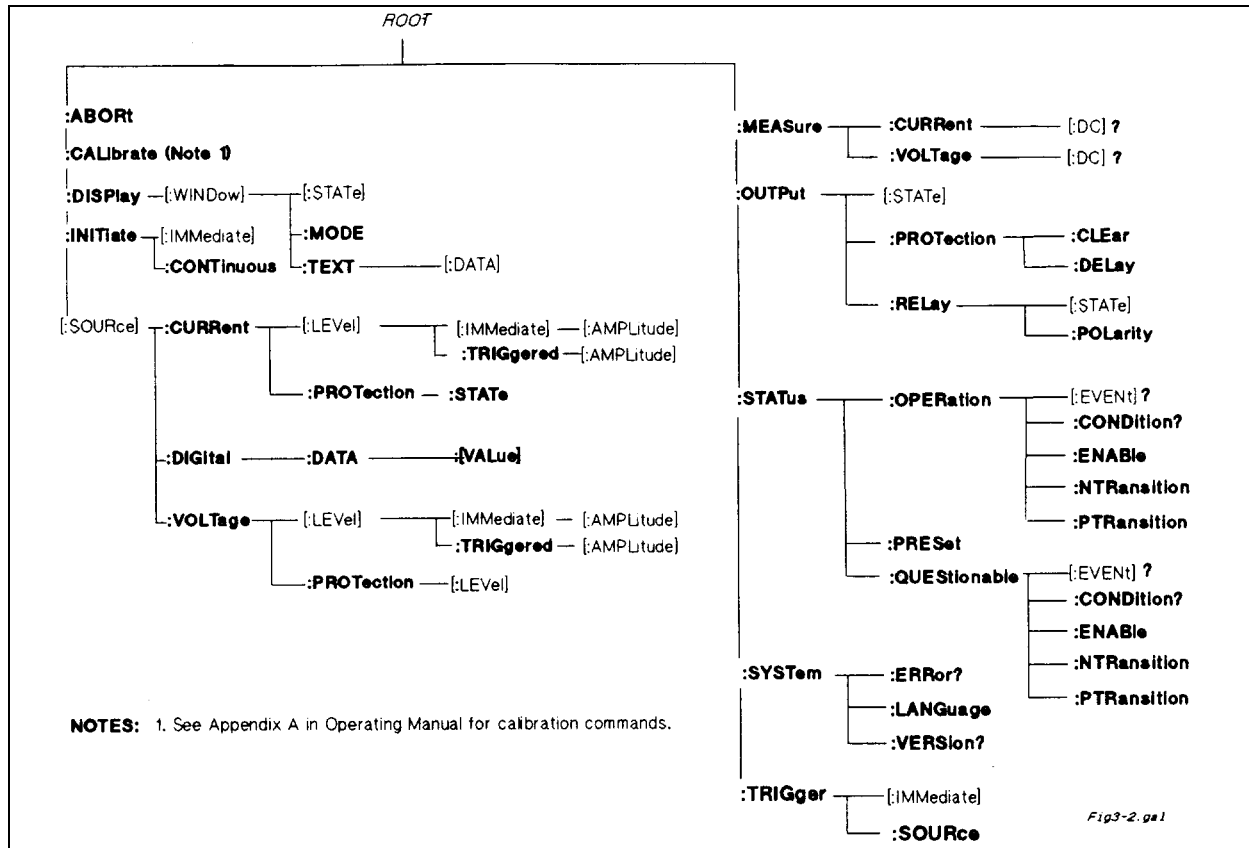 ROOT
:ABORt
:CALIbrate (Note 1)
:DISPlay [:WINDow] [:STATe]
:MODE
:TEXT [:DATA]
:INITiate [:IMMediate]
:CONTinuous
[:SOURce] :CURRent [:LEVel] [:IMMediate] [:AMPLitude]
:TRIGgered [:AMPLitude]
:PROTection :STATe
:DIGital :DATA :[VALue]
:VOLTage [:LEVel] [:IMMediate] [:AMPLitude]
:TRIGgered [:AMPLitude]
:PROTection [:LEVel]
NOTES: 1. See Appendix A in Operating Manual for calibration commands.
:MEASure :CURRent [:DC] ?
:VOLTage [:DC] ?
:OUTPut [:STATe]
:PROTection :CLEar
:DELay
:RELay [:STATe]
:POLarity
:STATus :OPERation [:EVENt] ?
:CONDition?
:ENABle
:NTRansition
:PTRansition
:PRESet
:QUEStionable [:EVENt] ?
:CONDition?
:ENABle
:NTRansition
:PTRansition
:SYSTem :ERRor?
:LANGuage
:VERSion?
:TRIGger [:IMMediate]
:SOURce
Fig3-2.gal